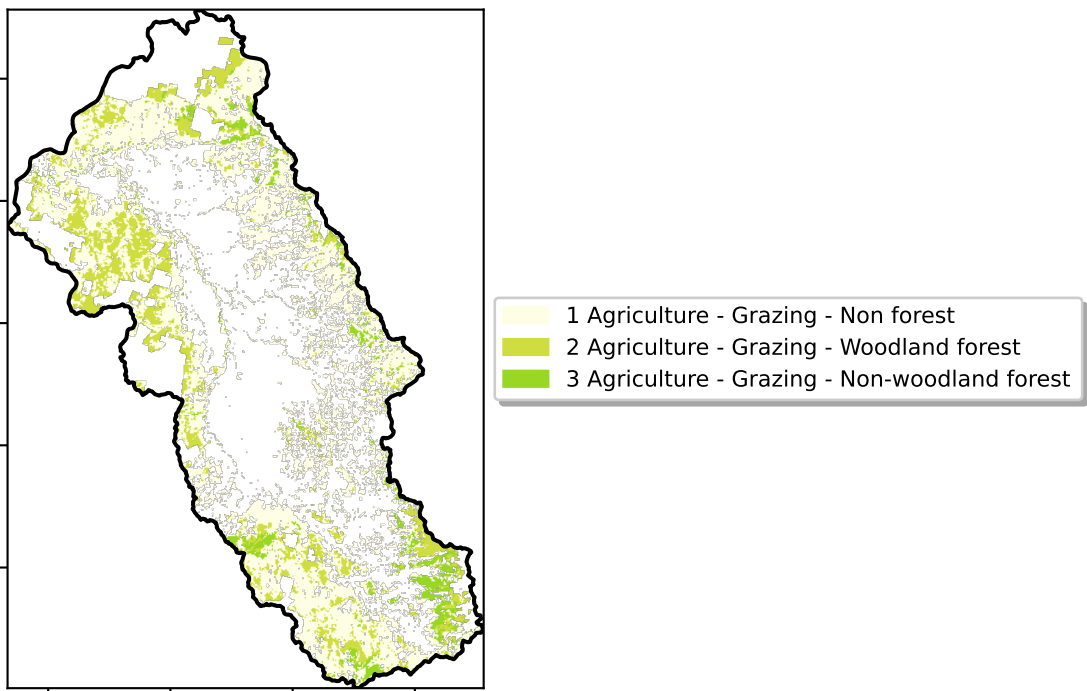 1 Agriculture - Grazing - Non forest
2 Agriculture - Grazing - Woodland forest
3 Agriculture - Grazing - Non-woodland forest